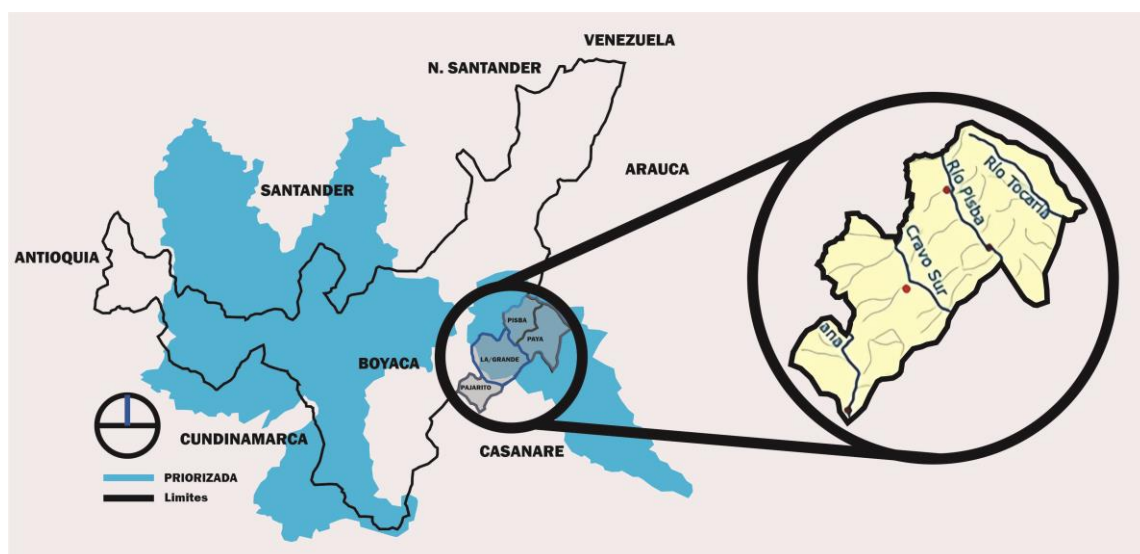 VENEZUELA
N. SANTANDER
ARAUCA
SANTANDER
ANTIOQUIA
PISBA
PAYA
LA/GRANDE
BOYACA
PAJARITO
CUNDINAMARCA
CASANARE
PRIORIZADA
Limites
Río Pisba
Río Tocaria
Cravo Sur
ana